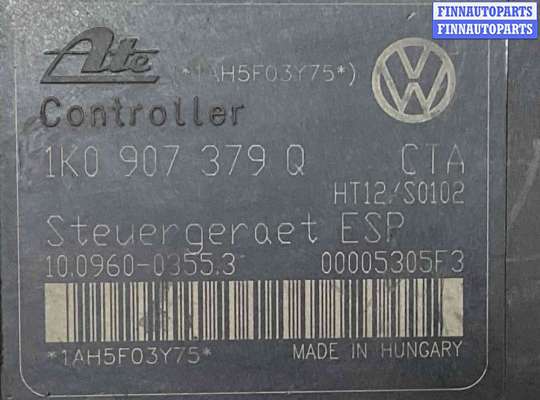 FINNAUTOPARTS
FINNAUTOPARTS
Ate (*1AH5F03Y75*)
Controller
1K0 907 379 Q CTA
HT12/S0102
Steuergeraet ESP
10.0960-0355.3 00005305F3
*1AH5F03Y75* MADE IN HUNGARY